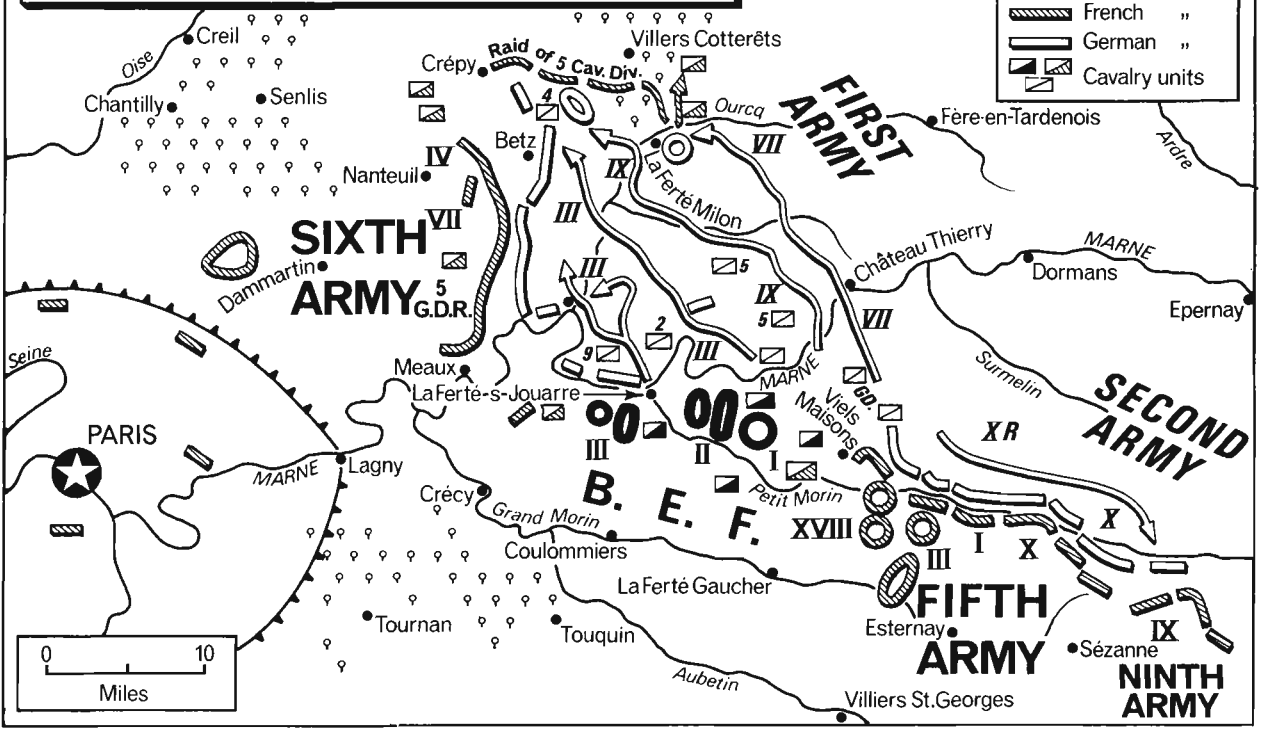 French "
German "
Cavalry units
Creil
Oise
Villers Cotterêts
Crépy
Raid of 5 Cav. Div.
Chantilly
Senlis
4
Ourcq
FIRST
ARMY
Fère-en-Tardenois
Ardre
Betz
La Ferté Milon
VII
IV
IX
Nanteuil
III
VII
SIXTH
ARMY
5
G.D.R.
Dammartin
III
5
IX
5
Château Thierry
MARNE
Dormans
Epernay
VII
Seine
Meaux
9
2
III
MARNE
Surmelin
La Ferté-s-Jouarre
GD.
Viels
Maisons
SECOND
ARMY
XR
PARIS
MARNE
Lagny
III
II
I
Crécy
B. E. F.
Petit Morin
Grand Morin
Coulommiers
XVIII
III
I
X
X
La Ferté Gaucher
FIFTH
ARMY
Esternay
Tournan
Touquin
Sézanne
IX
NINTH
ARMY
Aubetin
Villiers St.Georges
0 10
Miles